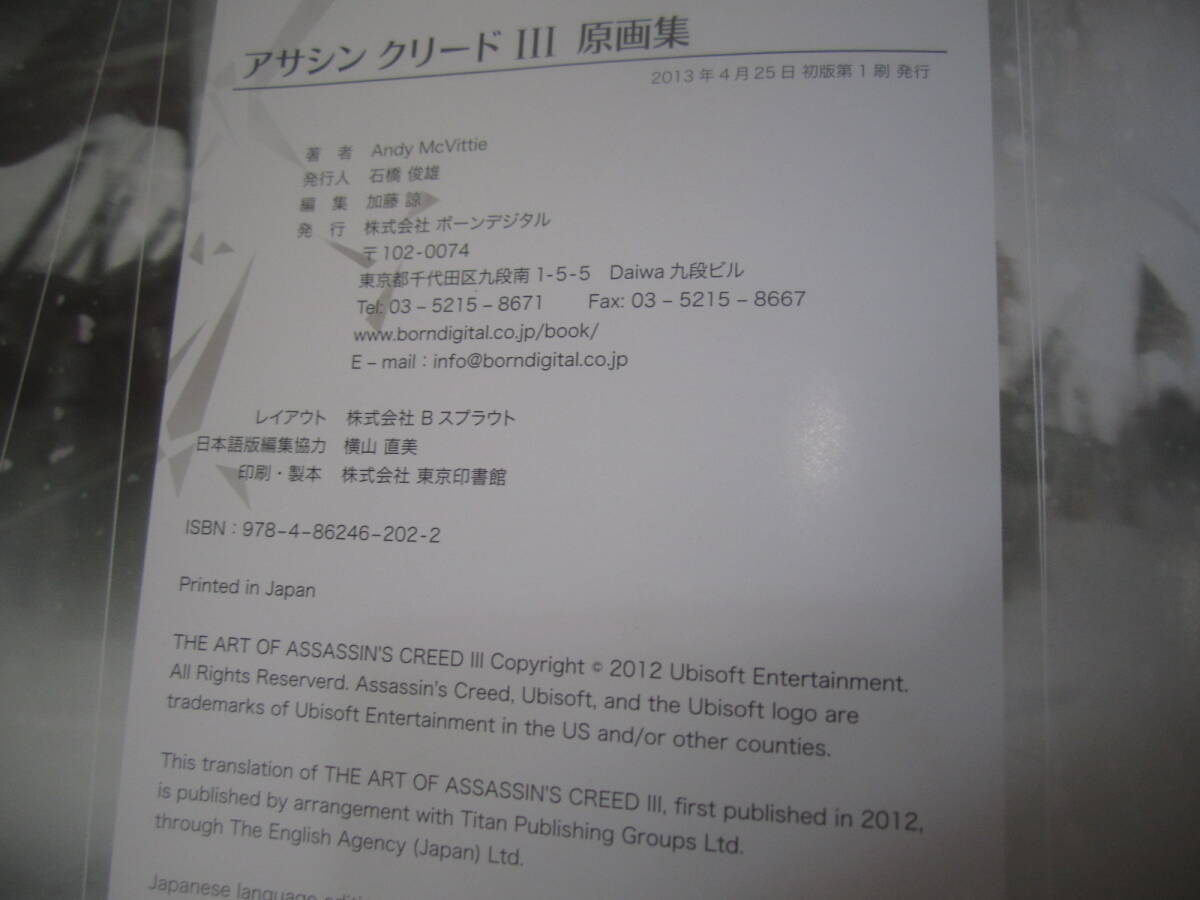 アサシン クリード III 原画集
2013年4月25日 初版第1刷 発行
著 者 Andy McVittie
発行人 石橋 俊雄
編 集 加藤 諒
発 行 株式会社 ボーンデジタル
〒102-0074
東京都千代田区九段南 1-5-5 Daiwa 九段ビル
Tel: 03 – 5215 – 8671 Fax: 03 – 5215 – 8667
www.borndigital.co.jp/book/
E – mail : info@borndigital.co.jp
レイアウト 株式会社 B スプラウト
日本語版編集協力 横山 直美
印刷・製本 株式会社 東京印書館
ISBN : 978–4–86246–202–2
Printed in Japan
THE ART OF ASSASSIN'S CREED III Copyright © 2012 Ubisoft Entertainment.
All Rights Reserverd. Assassin's Creed, Ubisoft, and the Ubisoft logo are
trademarks of Ubisoft Entertainment in the US and/or other counties.
This translation of THE ART OF ASSASSIN'S CREED III, first published in 2012,
is published by arrangement with Titan Publishing Groups Ltd.
through The English Agency (Japan) Ltd.
Japanese language